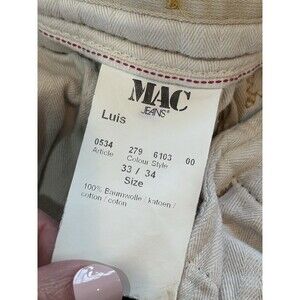 MAC
JEANS®
Luis
0534 279 6103 00
Article Colour Style
33 / 34
Size
100% Baumwolle / katoen /
cotton / coton